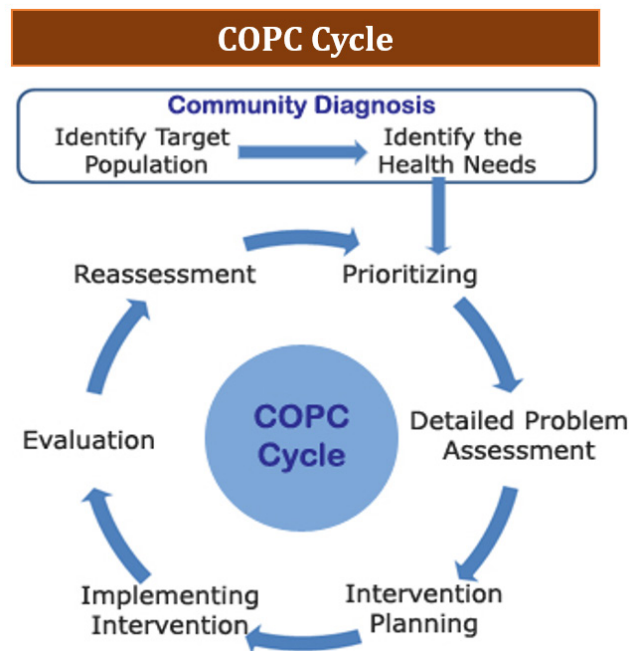 COPC Cycle
Community Diagnosis
Identify Target
Population
Identify the
Health Needs
Reassessment
Prioritizing
COPC
Cycle
Detailed Problem
Assessment
Evaluation
Implementing
Intervention
Intervention
Planning